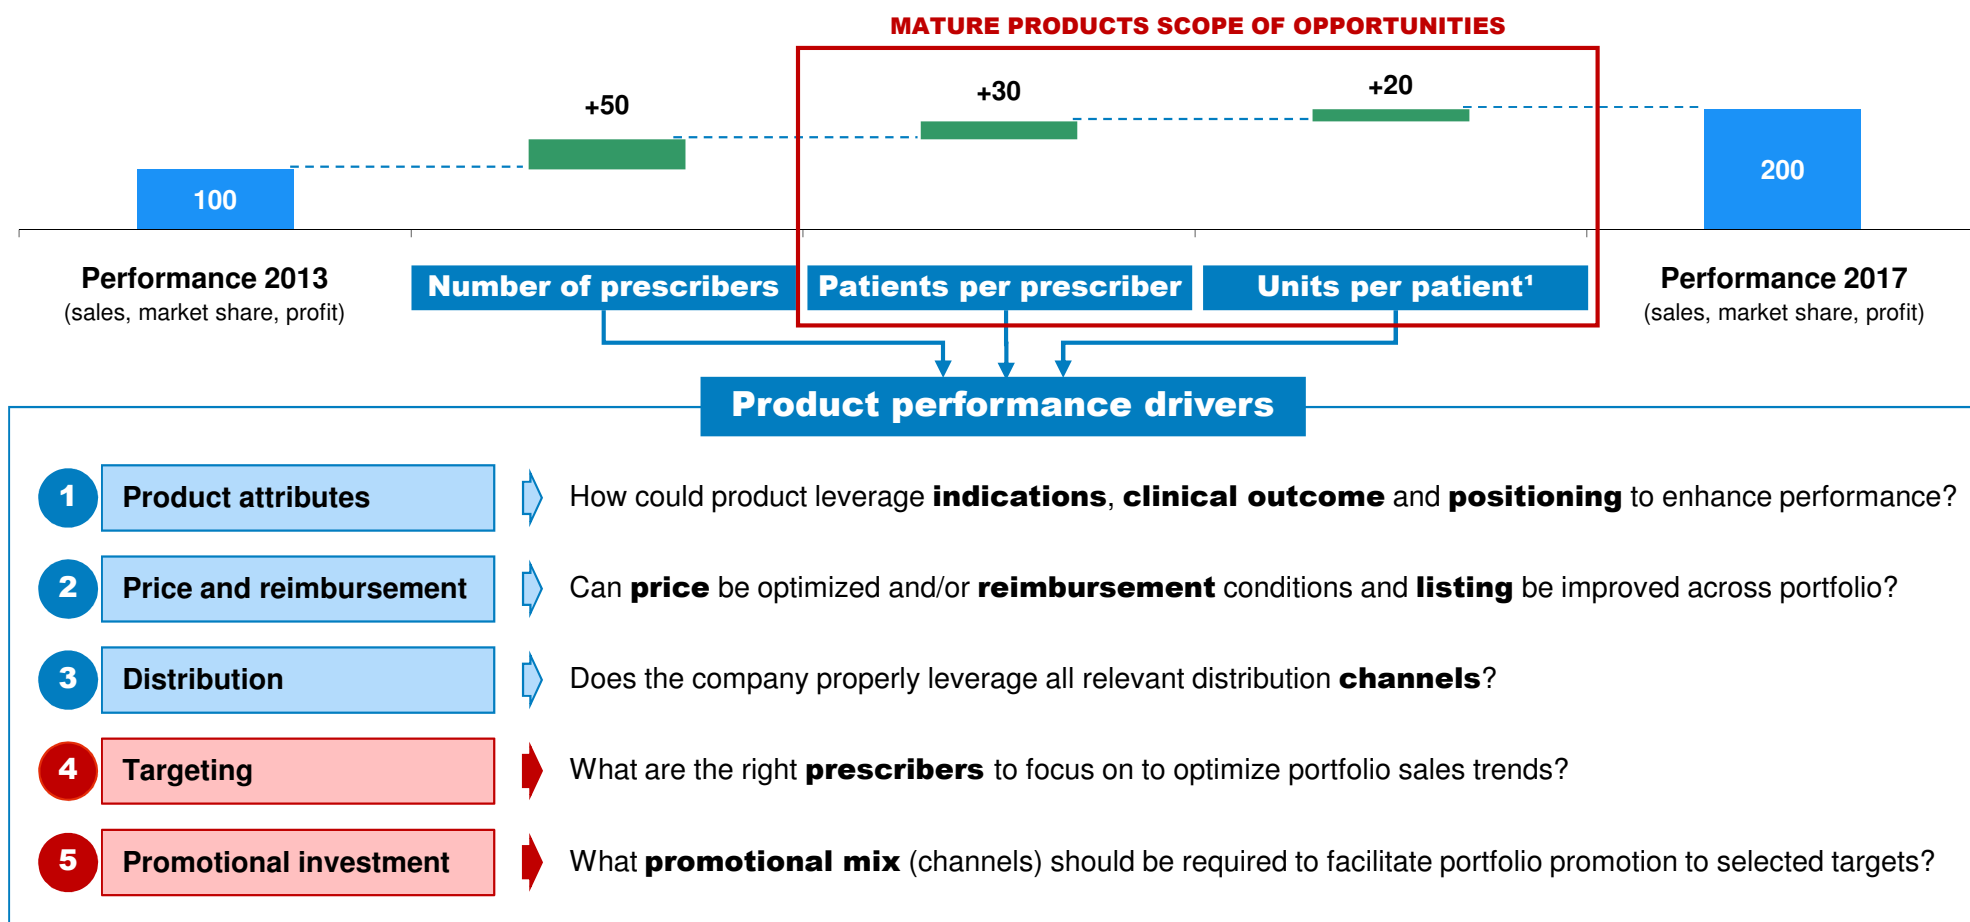 MATURE PRODUCTS SCOPE OF OPPORTUNITIES
+50
+30
+20
100
200
Performance 2013
(sales, market share, profit)
Number of prescribers
Patients per prescriber
Units per patient¹
Performance 2017
(sales, market share, profit)
Product performance drivers
1 Product attributes How could product leverage indications, clinical outcome and positioning to enhance performance?
2 Price and reimbursement Can price be optimized and/or reimbursement conditions and listing be improved across portfolio?
3 Distribution Does the company properly leverage all relevant distribution channels?
4 Targeting What are the right prescribers to focus on to optimize portfolio sales trends?
5 Promotional investment What promotional mix (channels) should be required to facilitate portfolio promotion to selected targets?